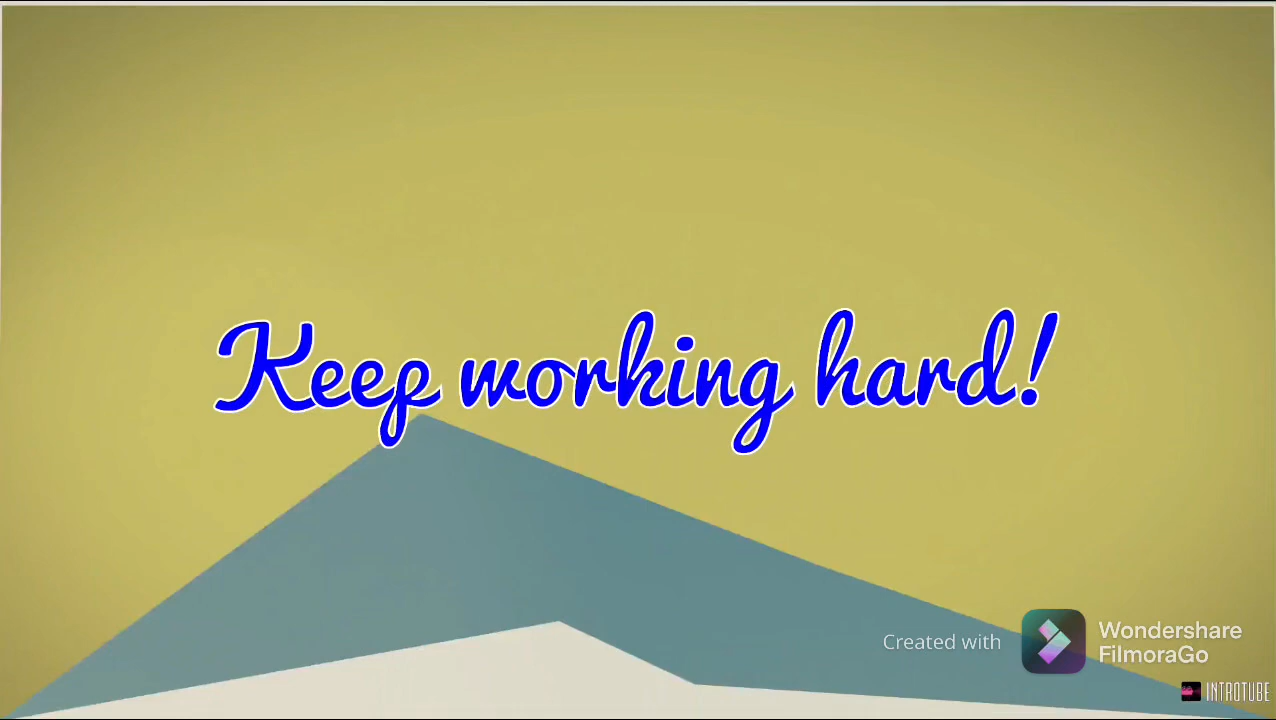 Keep working hard!
Created with
Wondershare
FilmoraGo
INTROTUBE